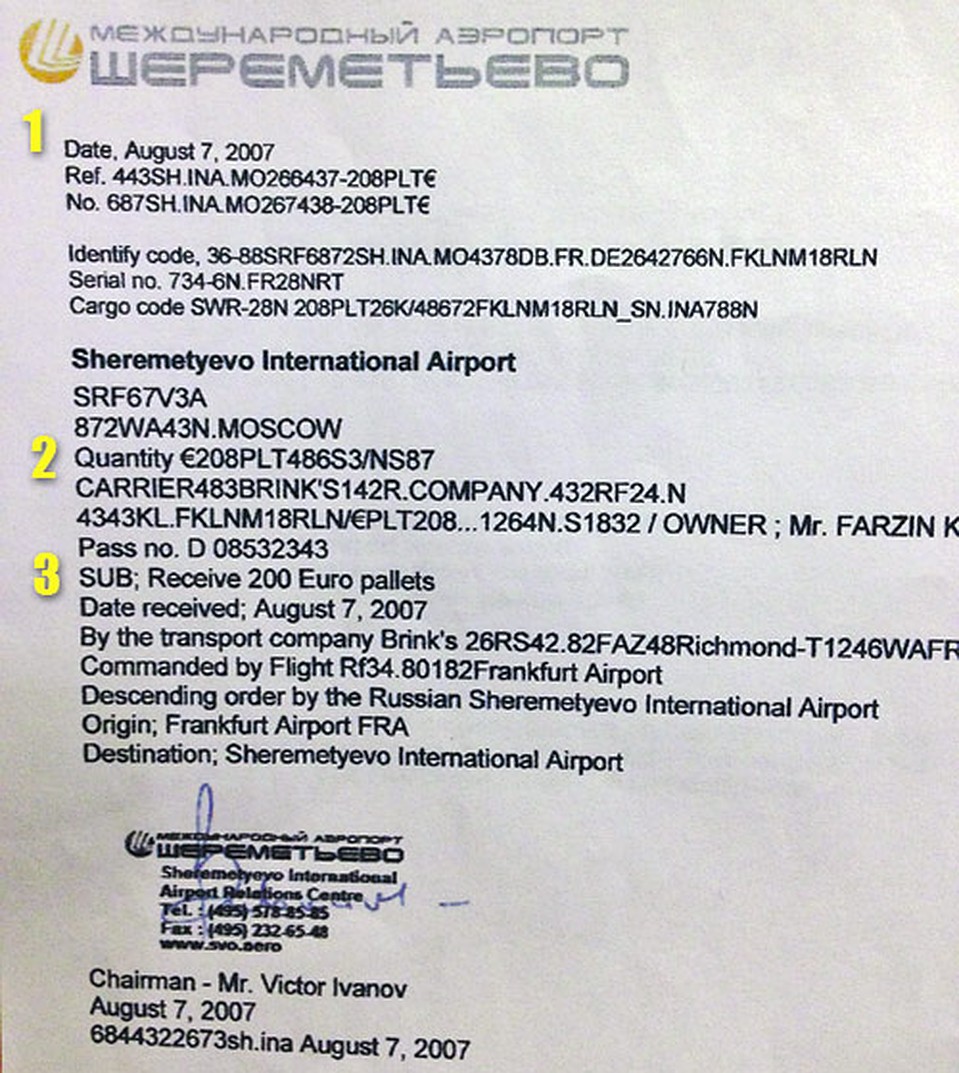 МЕЖДУНАРОДНЫЙ АЭРОПОРТ
ШЕРЕМЕТЬЕВО
1
Date, August 7, 2007
Ref. 443SH.INA.MO266437-208PLT€
No. 687SH.INA.MO267438-208PLT€
Identify code, 36-88SRF6872SH.INA.MO4378DB.FR.DE2642766N.FKLNM18RLN
Serial no. 734-6N.FR28NRT
Cargo code SWR-28N 208PLT26K/48672FKLNM18RLN_SN.INA788N
Sheremetyevo International Airport
SRF67V3A
872WA43N.MOSCOW
2 Quantity €208PLT486S3/NS87
CARRIER483BRINK'S142R.COMPANY.432RF24.N
4343KL.FKLNM18RLN/€PLT208...1264N.S1832 / OWNER ; Mr. FARZIN K
Pass no. D 08532343
3 SUB; Receive 200 Euro pallets
Date received; August 7, 2007
By the transport company Brink's 26RS42.82FAZ48Richmond-T1246WAFR
Commanded by Flight Rf34.80182Frankfurt Airport
Descending order by the Russian Sheremetyevo International Airport
Origin; Frankfurt Airport FRA
Destination; Sheremetyevo International Airport
МЕЖДУНАРОДНЫЙ АЭРОПОРТ
ШЕРЕМЕТЬЕВО
Sheremetyevo International
Airport Relations Centre
Tel. : (495) 578-85-85
Fax : (495) 232-65-48
www.svo.aero
Chairman - Mr. Victor Ivanov
August 7, 2007
6844322673sh.ina August 7, 2007